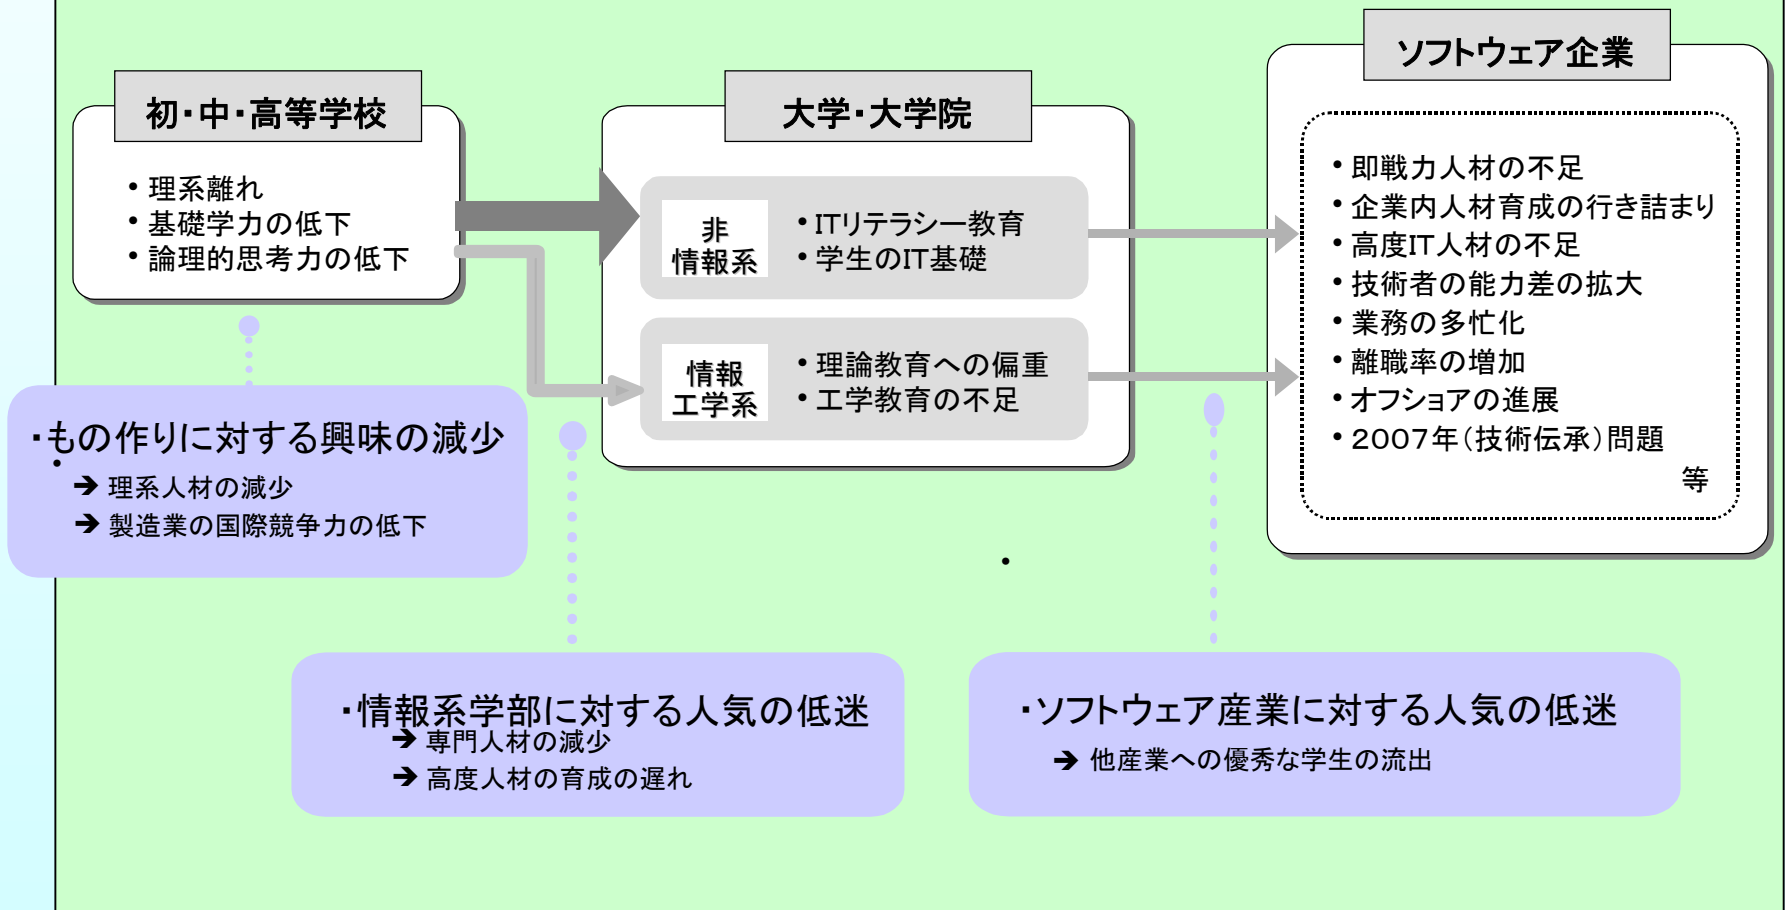 初・中・高等学校
・理系離れ
・基礎学力の低下
・論理的思考力の低下
大学・大学院
非
情報系
・ITリテラシー教育
・学生のIT基礎
情報
工学系
・理論教育への偏重
・工学教育の不足
ソフトウェア企業
・即戦力人材の不足
・企業内人材育成の行き詰まり
・高度IT人材の不足
・技術者の能力差の拡大
・業務の多忙化
・離職率の増加
・オフショアの進展
・2007年(技術伝承)問題
等
・もの作りに対する興味の減少
➔ 理系人材の減少
➔ 製造業の国際競争力の低下
・情報系学部に対する人気の低迷
➔ 専門人材の減少
➔ 高度人材の育成の遅れ
・ソフトウェア産業に対する人気の低迷
➔ 他産業への優秀な学生の流出